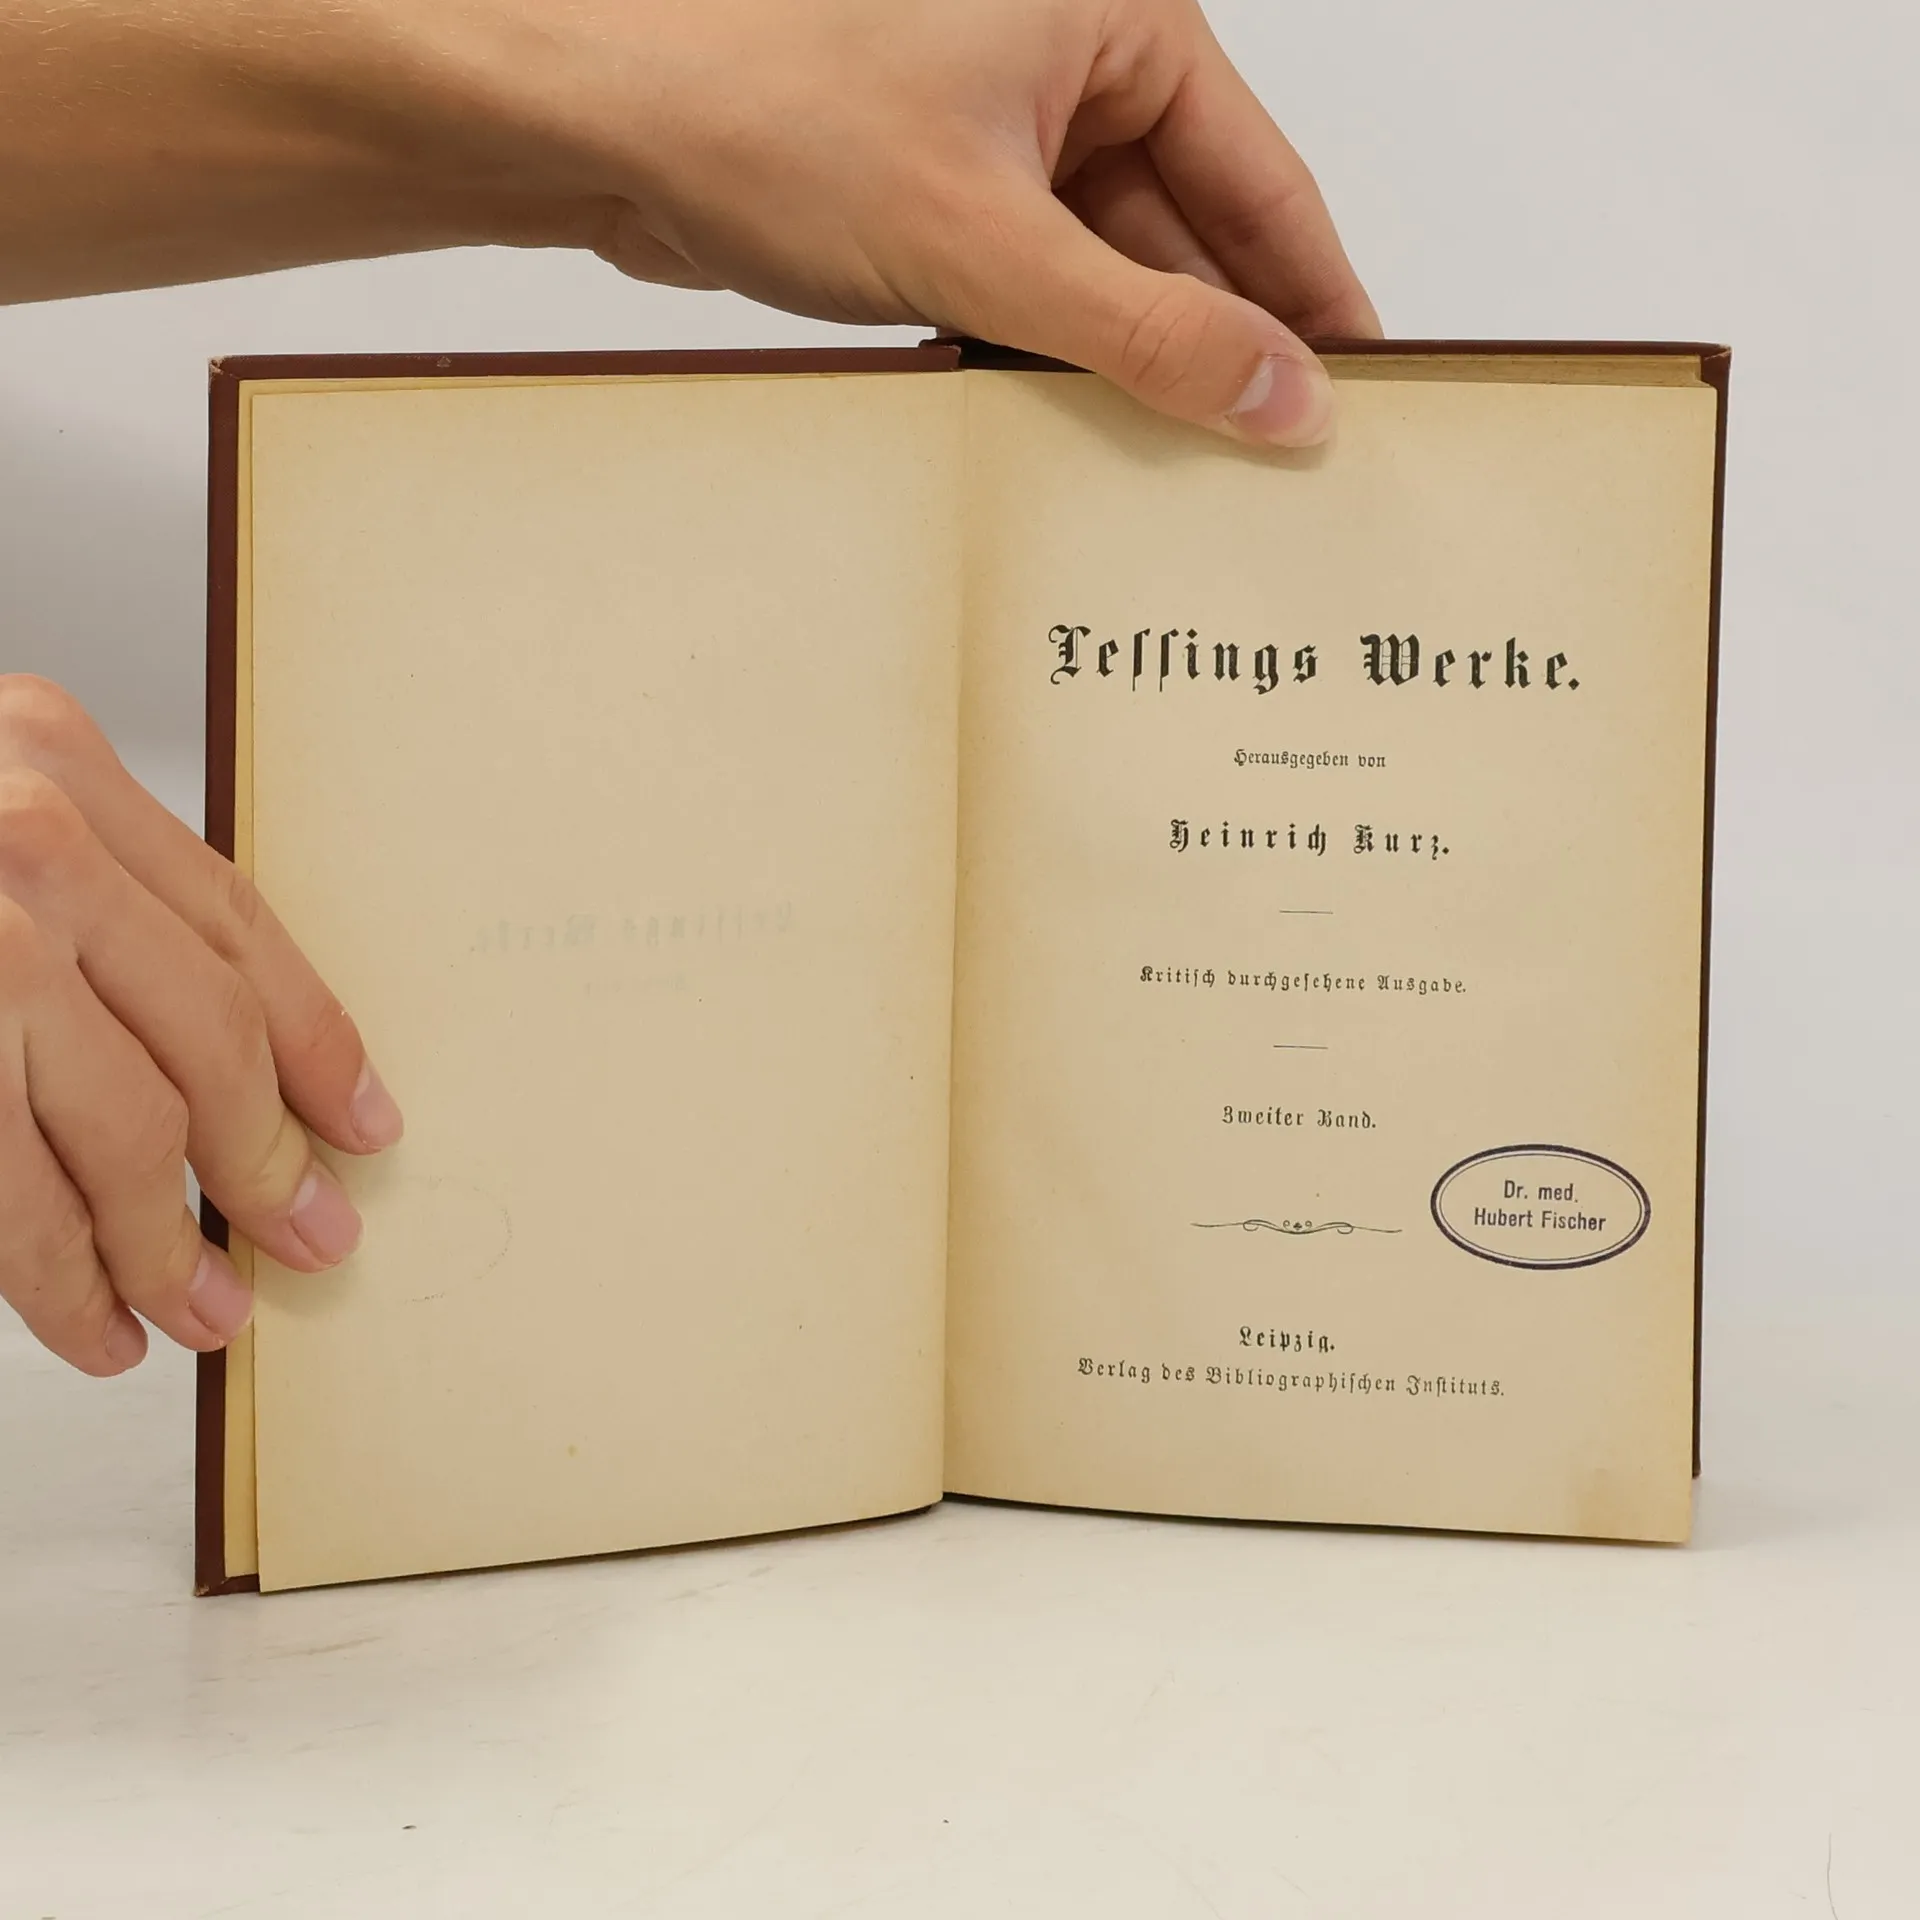 Leſſings Werke.
Herausgegeben von
Heinrich Kurz.
Kritiſch durchgeſehene Ausgabe.
Zweiter Band.
Dr. med.
Hubert Fischer
Leipzig.
Verlag des Bibliographiſchen Inſtituts.